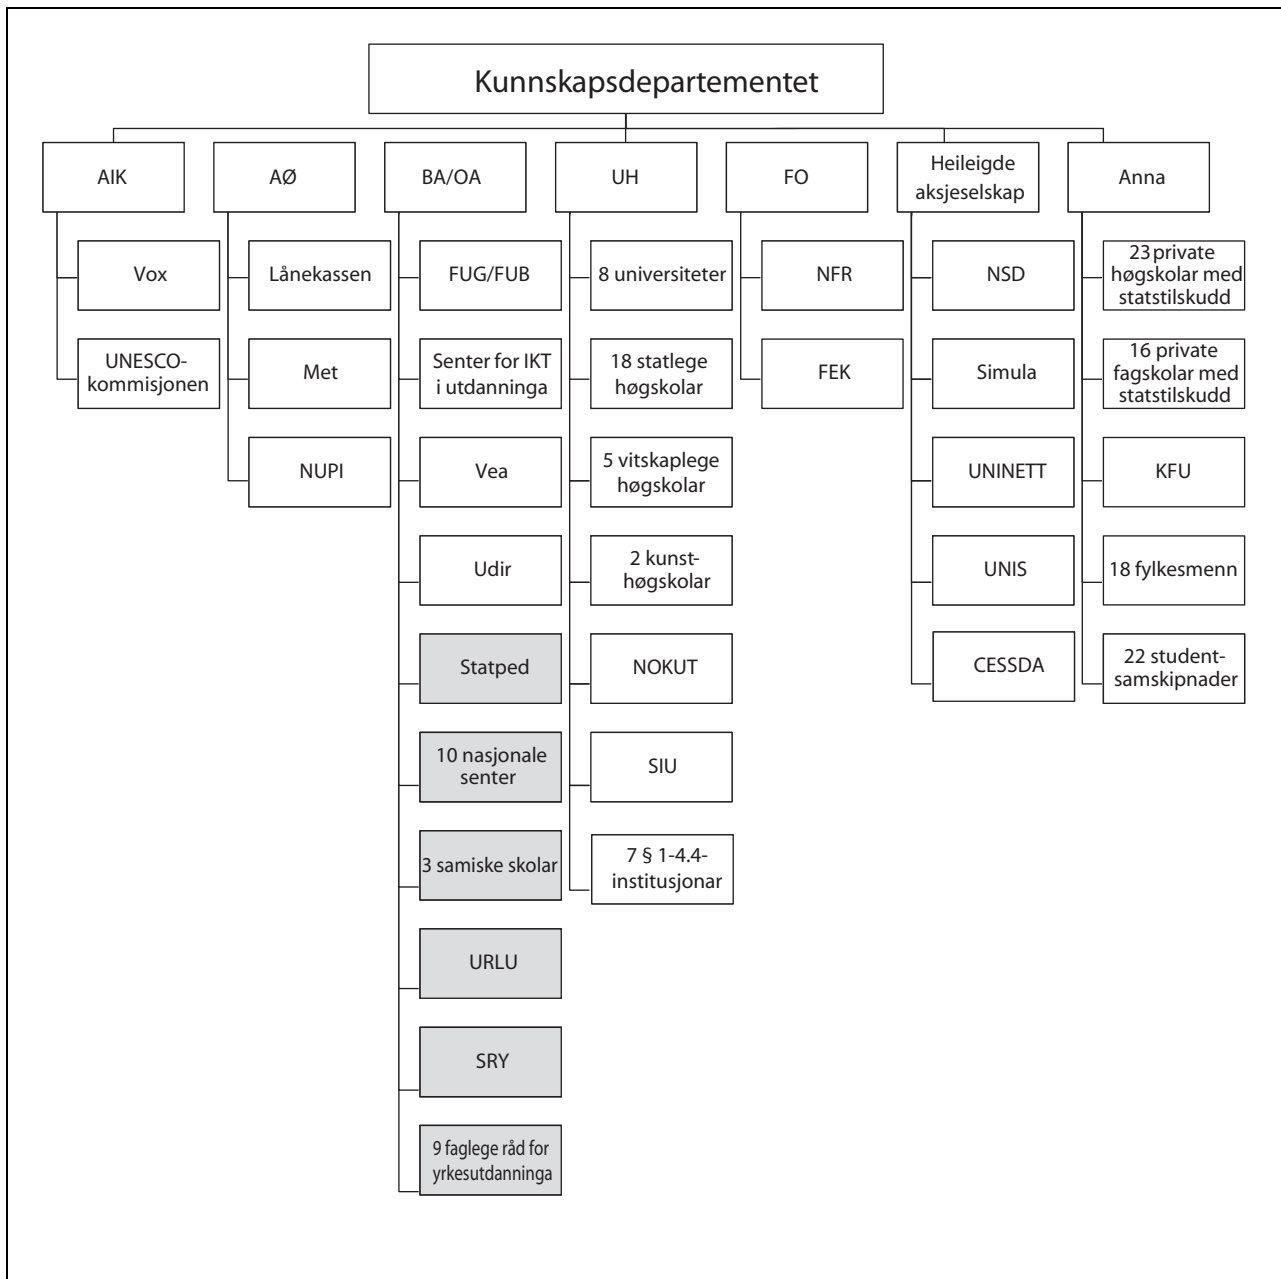 Kunnskapsdepartementet
AIK
Vox
UNESCO-
kommisjonen
AØ
Lånekassen
Met
NUPI
BA/OA
FUG/FUB
Senter for IKT
i utdanninga
Vea
Udir
Statped
10 nasjonale
senter
3 samiske skolar
URLU
SRY
9 faglege råd for
yrkesutdanninga
UH
8 universiteter
18 statlege
høgskolar
5 vitskaplege
høgskolar
2 kunst-
høgskolar
NOKUT
SIU
7 § 1-4.4-
institusjonar
FO
NFR
FEK
Heileigde
aksjeselskap
NSD
Simula
UNINETT
UNIS
CESSDA
Anna
23 private
høgskolar med
statstilskudd
16 private
fagskolar med
statstilskudd
KFU
18 fylkesmenn
22 student-
samskipnader